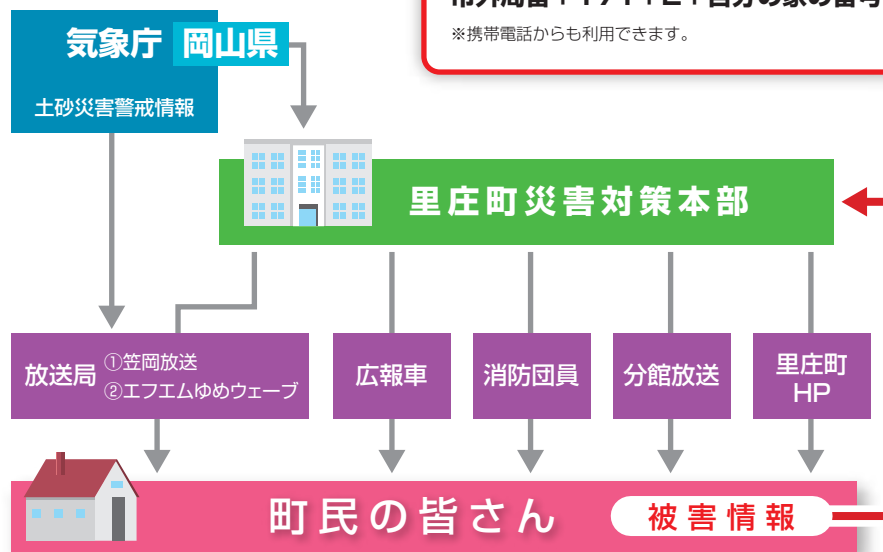 ※携帯電話からも利用できます。
気象庁 岡山県
土砂災害警戒情報
里庄町災害対策本部
放送局
①笠岡放送
②エフエムゆめウェーブ
広報車
消防団員
分館放送
里庄町
HP
町民の皆さん
被害情報